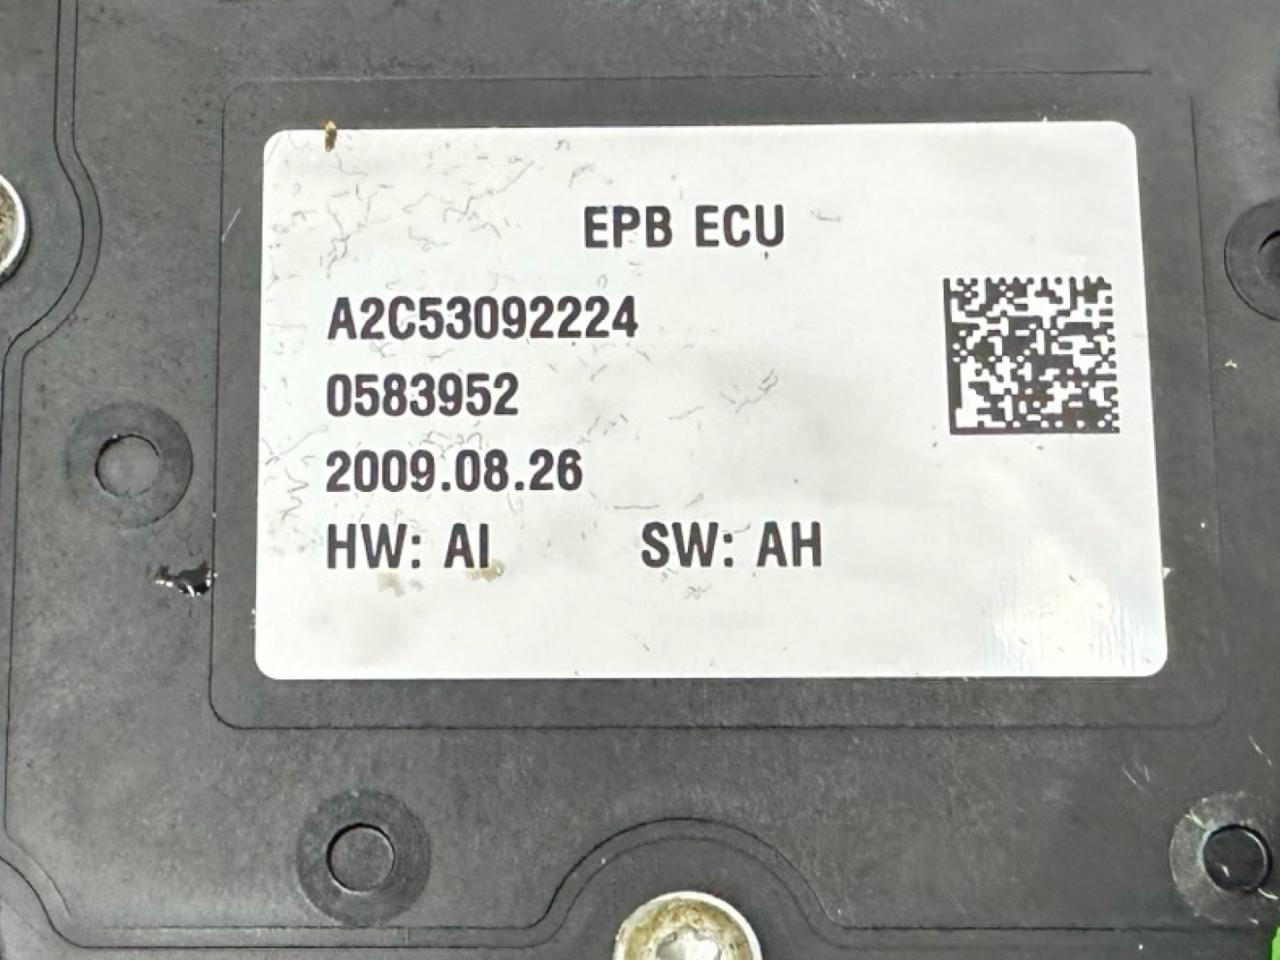 EPB ECU
A2C53092224
0583952
2009.08.26
HW: AI SW: AH